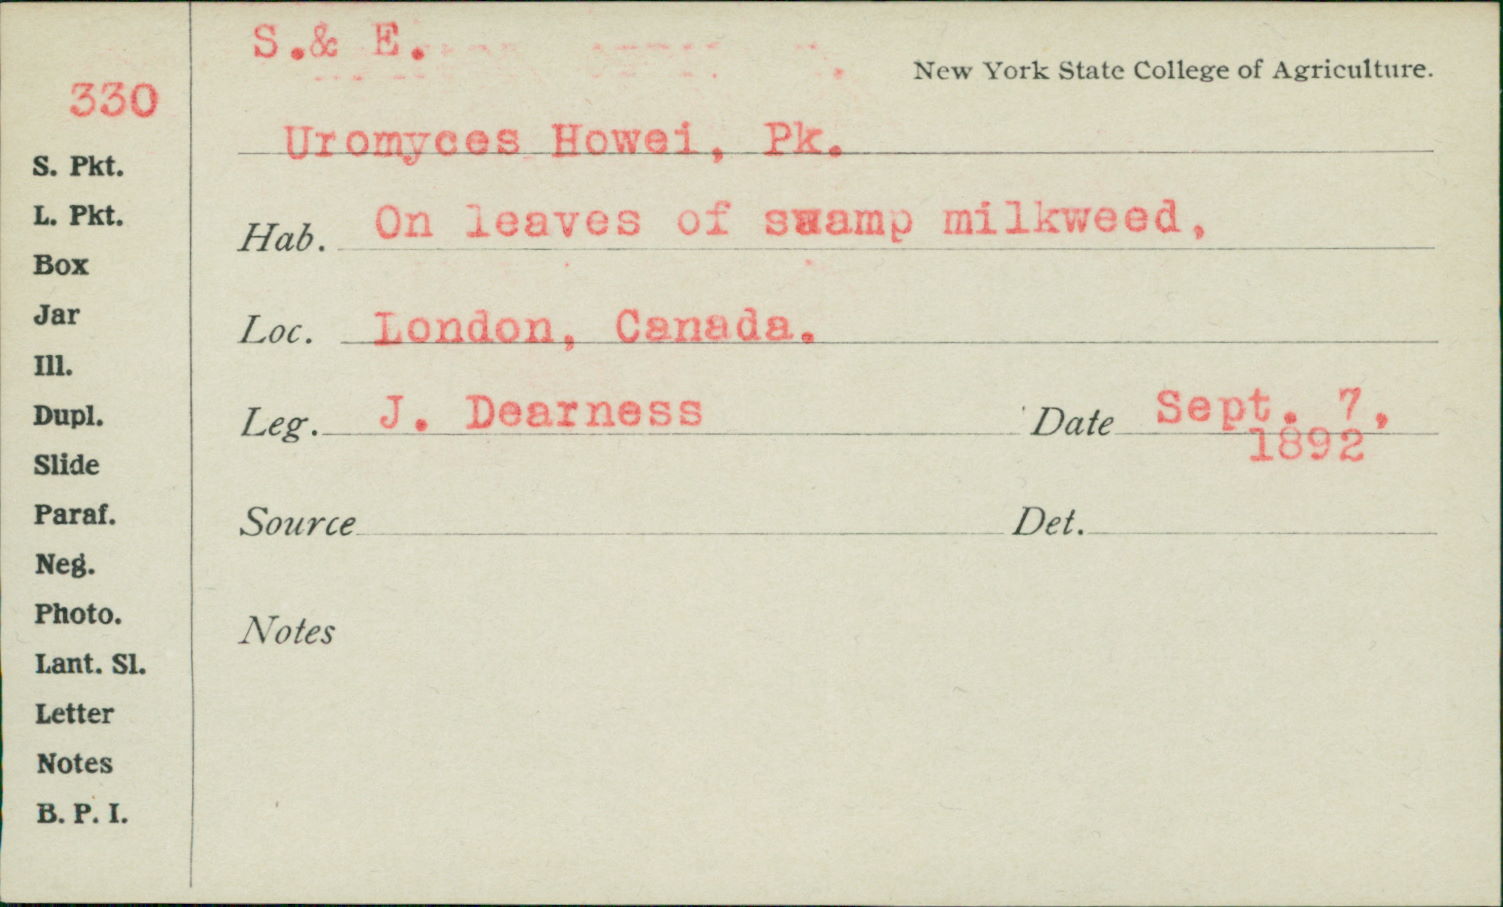 S.& E.
New York State College of Agriculture.
330
Uromyces Howei, Pk.
Hab. On leaves of swamp milkweed,
Loc. London, Canada.
Leg. J. Dearness Date Sept. 7,
1892
Source Det.
Notes
S. Pkt.
L. Pkt.
Box
Jar
Ill.
Dupl.
Slide
Paraf.
Neg.
Photo.
Lant. Sl.
Letter
Notes
B. P. I.